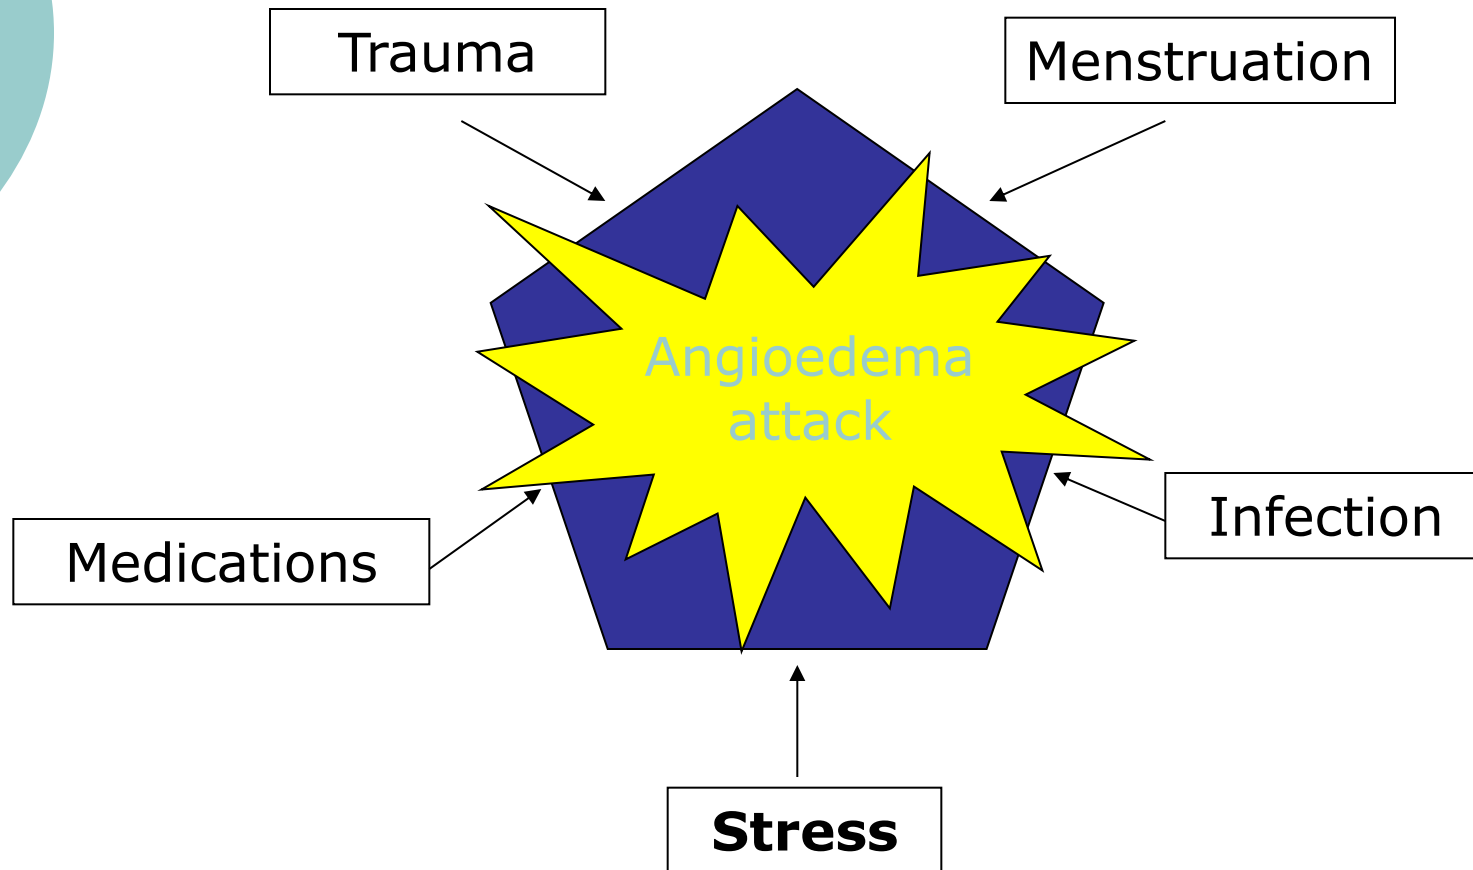 Trauma
Menstruation
Angioedema
attack
Medications
Infection
Stress